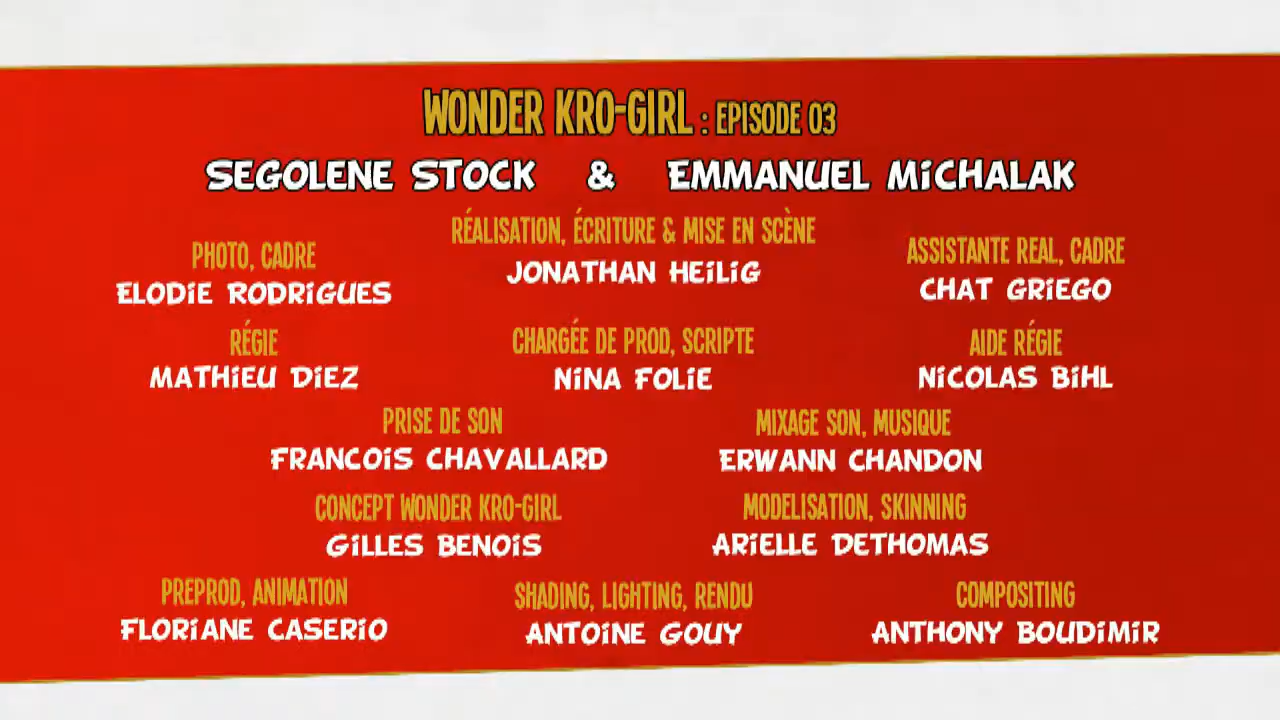 WONDER KRO-GIRL : EPISODE 03
SEGOLENE STOCK & EMMANUEL MICHALAK
RÉALISATION, ÉCRITURE & MISE EN SCÈNE
JONATHAN HEILIG
PHOTO, CADRE
ELODIE RODRIGUES
ASSISTANTE REAL, CADRE
CHAT GRIEGO
RÉGIE
MATHIEU DIEZ
CHARGÉE DE PROD, SCRIPTE
NINA FOLIE
AIDE RÉGIE
NICOLAS BIHL
PRISE DE SON
FRANCOIS CHAVALLARD
MIXAGE SON, MUSIQUE
ERWANN CHANDON
CONCEPT WONDER KRO-GIRL
GILLES BENOIS
MODELISATION, SKINNING
ARIELLE DETHOMAS
PREPROD, ANIMATION
FLORIANE CASERIO
SHADING, LIGHTING, RENDU
ANTOINE GOUY
COMPOSITING
ANTHONY BOUDIMIR